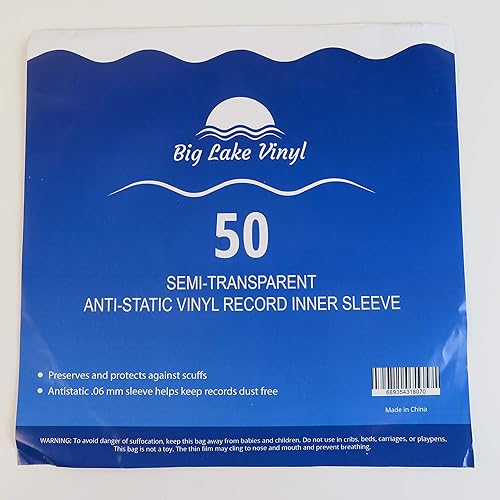 Big Lake Vinyl
50
SEMI-TRANSPARENT
ANTI-STATIC VINYL RECORD INNER SLEEVE
• Preserves and protects against scuffs
• Antistatic .06 mm sleeve helps keep records dust free
689354318070
Made in China
WARNING: To avoid danger of suffocation, keep this bag away from babies and children. Do not use in cribs, beds, carriages, or playpens.
This bag is not a toy. The thin film may cling to nose and mouth and prevent breathing.